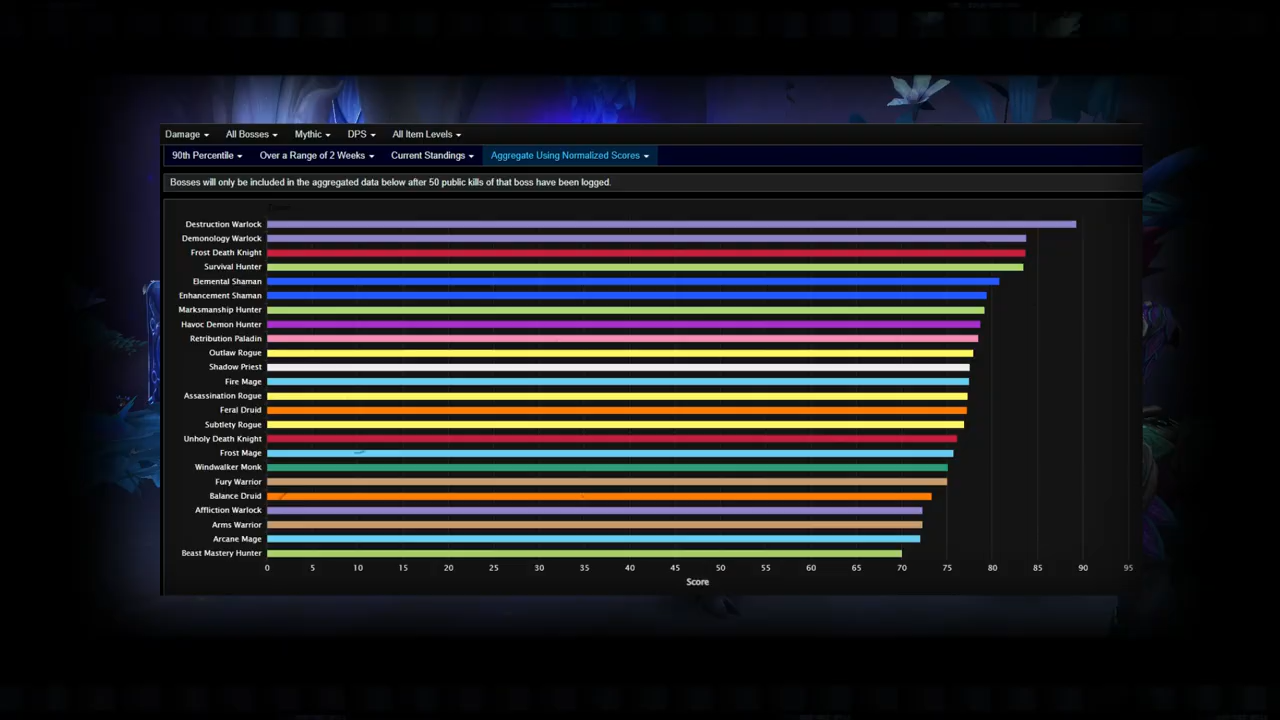 Damage All Bosses Mythic DPS All Item Levels
90th Percentile Over a Range of 2 Weeks Current Standings Aggregate Using Normalized Scores
Bosses will only be included in the aggregated data below after 50 public kills of that boss have been logged.
Destruction Warlock
Demonology Warlock
Frost Death Knight
Survival Hunter
Elemental Shaman
Enhancement Shaman
Marksmanship Hunter
Havoc Demon Hunter
Retribution Paladin
Outlaw Rogue
Shadow Priest
Fire Mage
Assassination Rogue
Feral Druid
Subtlety Rogue
Unholy Death Knight
Frost Mage
Windwalker Monk
Fury Warrior
Balance Druid
Affliction Warlock
Arms Warrior
Arcane Mage
Beast Mastery Hunter
0 5 10 15 20 25 30 35 40 45 50 55 60 65 70 75 80 85 90 95
Score